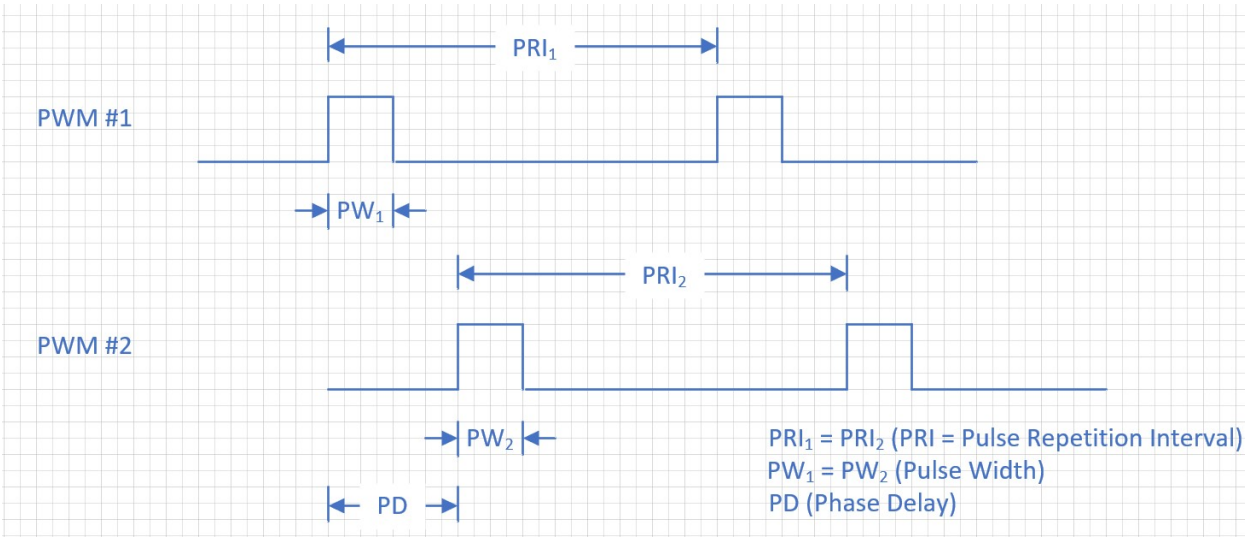 PRI₁
PWM #1
PW₁
PRI₂
PWM #2
PW₂
PRI₁ = PRI₂ (PRI = Pulse Repetition Interval)
PW₁ = PW₂ (Pulse Width)
PD
PD (Phase Delay)